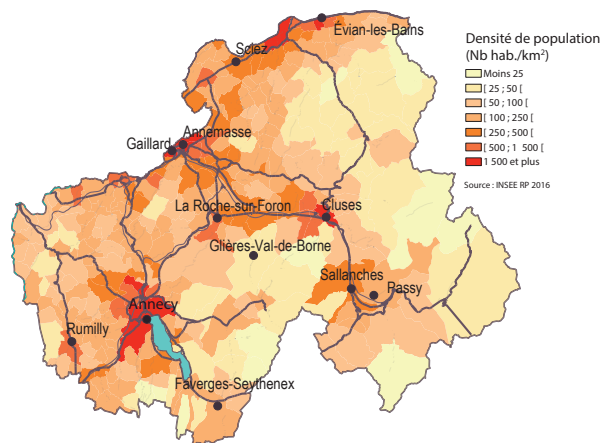 Évian-les-Bains
Sciez
Densité de population
(Nb hab./km²)
Moins 25
[ 25 ; 50 [
[ 50 ; 100 [
[ 100 ; 250 [
[ 250 ; 500 [
[ 500 ; 1 500 [
1 500 et plus
Source : INSEE RP 2016
Annemasse
Gaillard
La Roche-sur-Foron
Cluses
Glières-Val-de-Borne
Sallanches
Passy
Annecy
Rumilly
Faverges-Seythenex